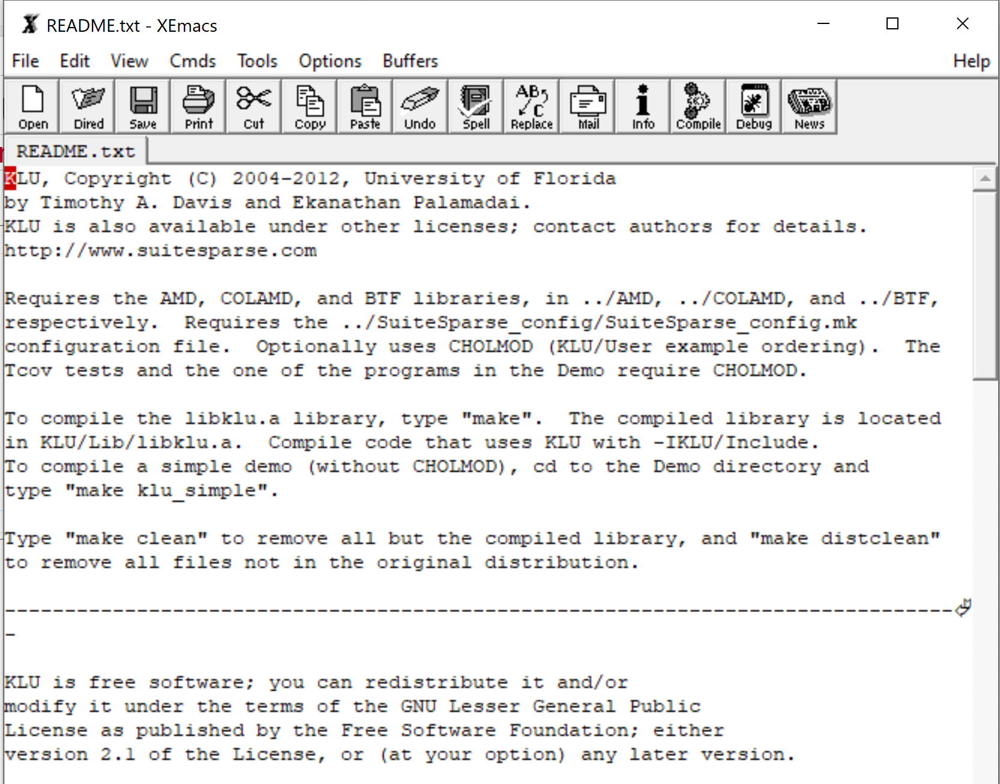 README.txt - XEmacs
File Edit View Cmds Tools Options Buffers Help
Open Dired Save Print Cut Copy Paste Undo Spell Replace Mail Info Compile Debug News
README.txt
KLU, Copyright (C) 2004-2012, University of Florida
by Timothy A. Davis and Ekanathan Palamadai.
KLU is also available under other licenses; contact authors for details.
http://www.suitesparse.com
Requires the AMD, COLAMD, and BTF libraries, in ../AMD, ../COLAMD, and ../BTF,
respectively.  Requires the ../SuiteSparse_config/SuiteSparse_config.mk
configuration file.  Optionally uses CHOLMOD (KLU/User example ordering).  The
Tcov tests and the one of the programs in the Demo require CHOLMOD.
To compile the libklu.a library, type "make".  The compiled library is located
in KLU/Lib/libklu.a.  Compile code that uses KLU with -IKLU/Include.
To compile a simple demo (without CHOLMOD), cd to the Demo directory and
type "make klu_simple".
Type "make clean" to remove all but the compiled library, and "make distclean"
to remove all files not in the original distribution.
-------------------------------------------------------------------------------
-
KLU is free software; you can redistribute it and/or
modify it under the terms of the GNU Lesser General Public
License as published by the Free Software Foundation; either
version 2.1 of the License, or (at your option) any later version.